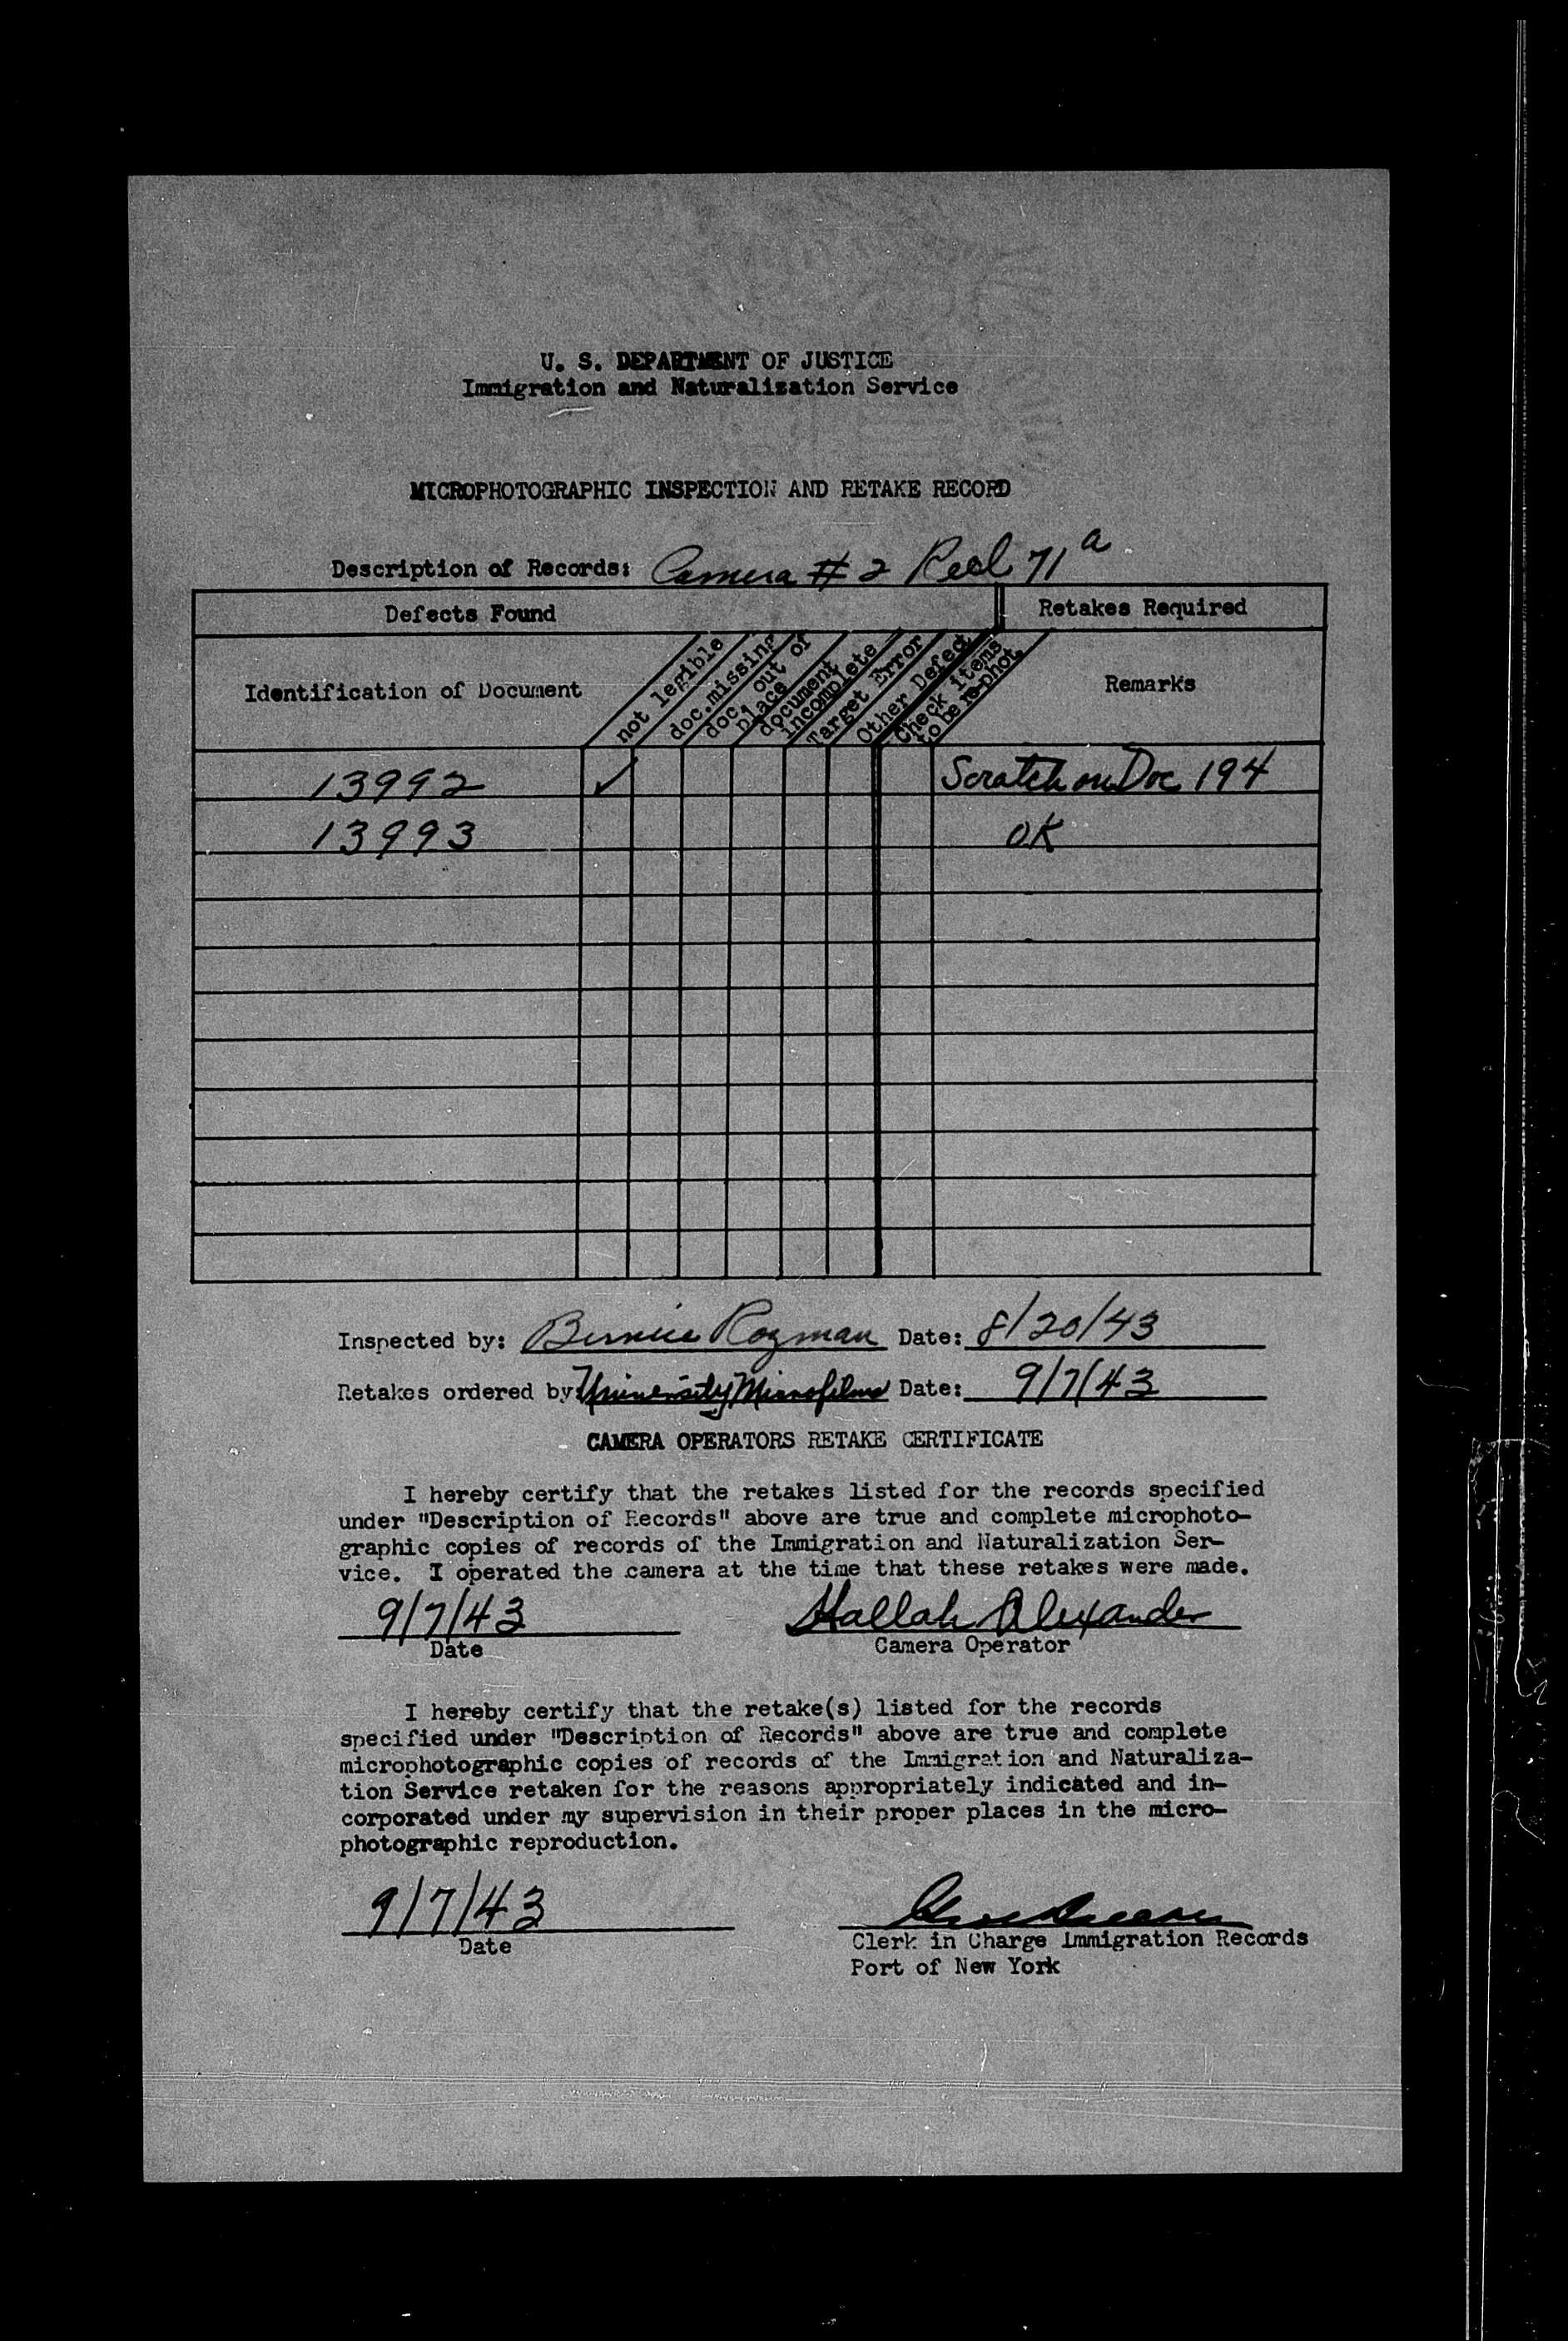 U. S. DEPARTMENT OF JUSTICE
Immigration and Naturalization Service
MICROPHOTOGRAPHIC INSPECTION AND RETAKE RECORD
Description of Records: Camera # 2 Reel 71 a
Defects Found
Retakes Required
Identification of Document
not legible
doc.missing
doc. out of
place
document
incomplete
Target Error
Other Defect
Check items
to be re-phot.
Remarks
13992 ✓ Scratch on Doc 194
13993 OK
Inspected by: Bernice Rozman Date: 8/20/43
Retakes ordered by: University Microfilms Date: 9/7/43
CAMERA OPERATORS RETAKE CERTIFICATE
I hereby certify that the retakes listed for the records specified
under "Description of Records" above are true and complete microphoto-
graphic copies of records of the Immigration and Naturalization Ser-
vice. I operated the camera at the time that these retakes were made.
9/7/43 Hallah Alexander
Date Camera Operator
I hereby certify that the retake(s) listed for the records
specified under "Description of Records" above are true and complete
microphotographic copies of records of the Immigration and Naturaliza-
tion Service retaken for the reasons appropriately indicated and in-
corporated under my supervision in their proper places in the micro-
photographic reproduction.
9/7/43
Date
Clerk in Charge Immigration Records
Port of New York